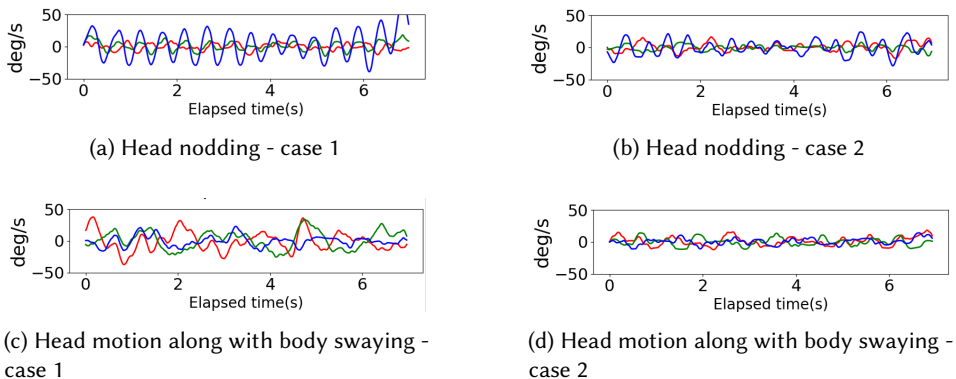 50
0
−50
deg/s
0 2 4 6
Elapsed time(s)
(a) Head nodding - case 1
50
0
−50
deg/s
0 2 4 6
Elapsed time(s)
(b) Head nodding - case 2
50
0
−50
deg/s
0 2 4 6
Elapsed time(s)
(c) Head motion along with body swaying -
case 1
50
0
−50
deg/s
0 2 4 6
Elapsed time(s)
(d) Head motion along with body swaying -
case 2